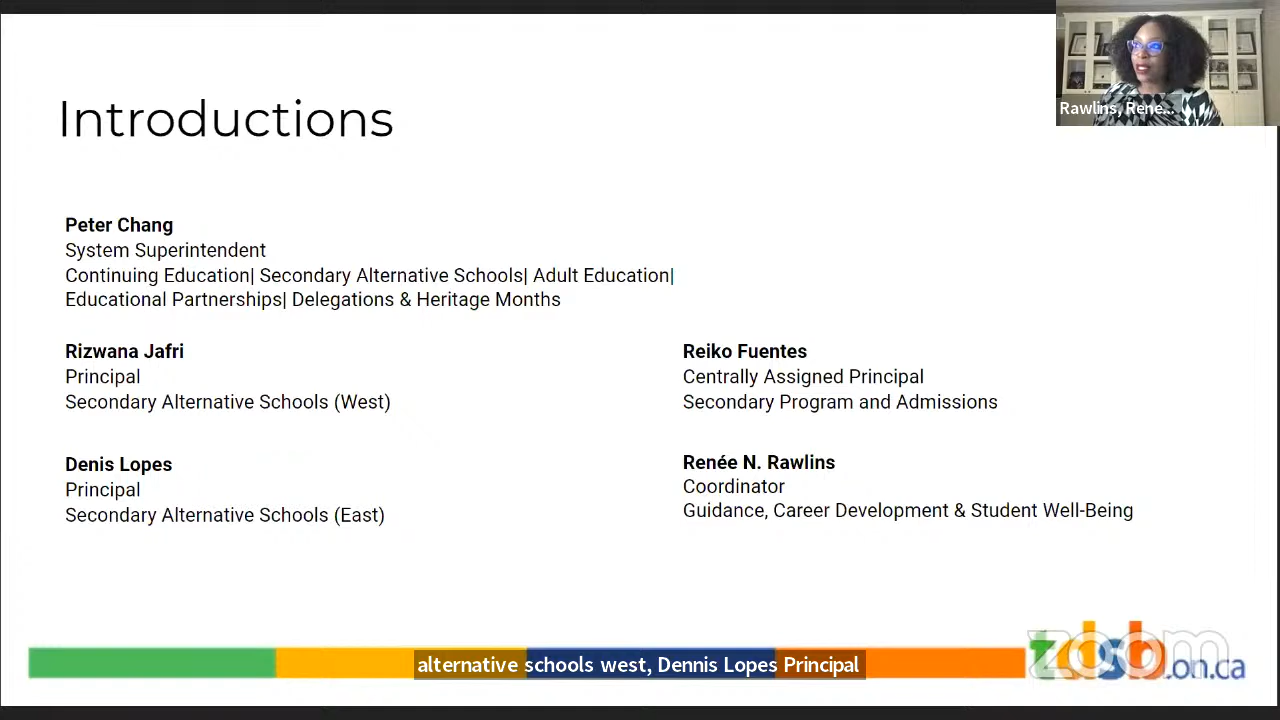 Introductions
Rawlins, Rene...
Peter Chang
System Superintendent
Continuing Education| Secondary Alternative Schools| Adult Education|
Educational Partnerships| Delegations & Heritage Months
Rizwana Jafri
Principal
Secondary Alternative Schools (West)
Reiko Fuentes
Centrally Assigned Principal
Secondary Program and Admissions
Denis Lopes
Principal
Secondary Alternative Schools (East)
Renée N. Rawlins
Coordinator
Guidance, Career Development & Student Well-Being
alternative schools west, Dennis Lopes Principal
tdsb.on.ca
zoom